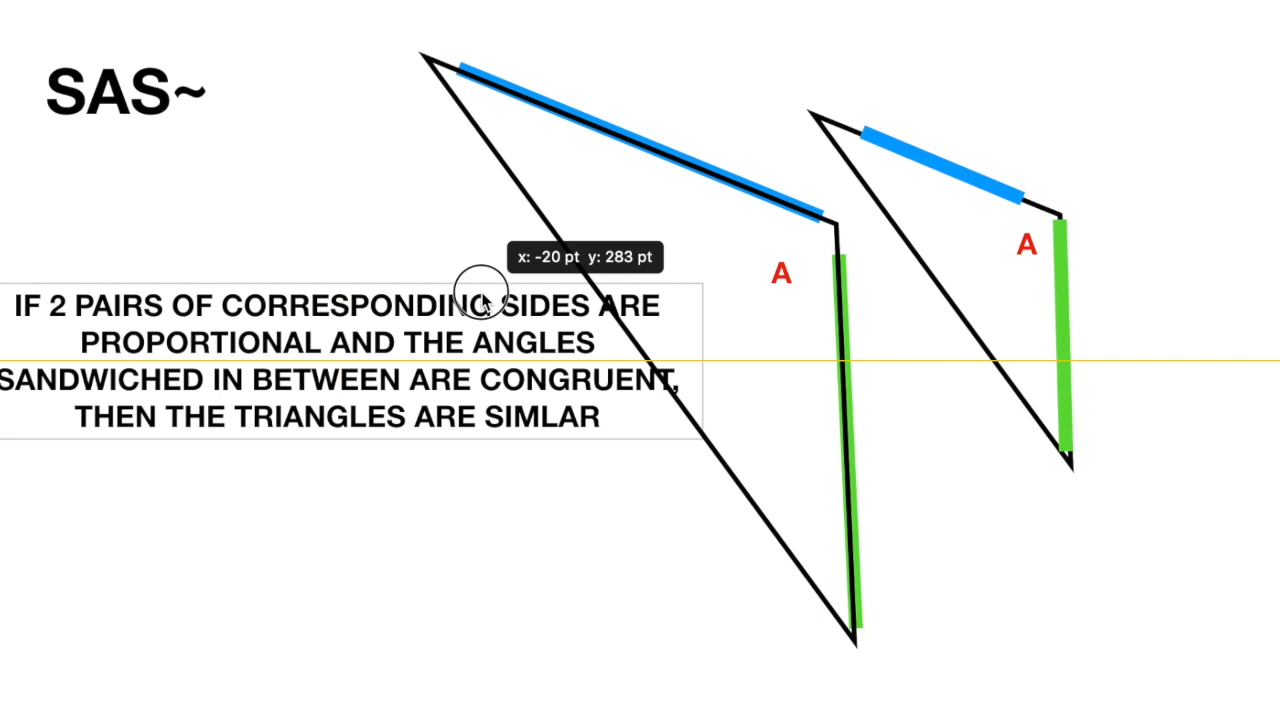 SAS~
A
A
x: -20 pt y: 283 pt
IF 2 PAIRS OF CORRESPONDING SIDES ARE
PROPORTIONAL AND THE ANGLES
SANDWICHED IN BETWEEN ARE CONGRUENT,
THEN THE TRIANGLES ARE SIMLAR